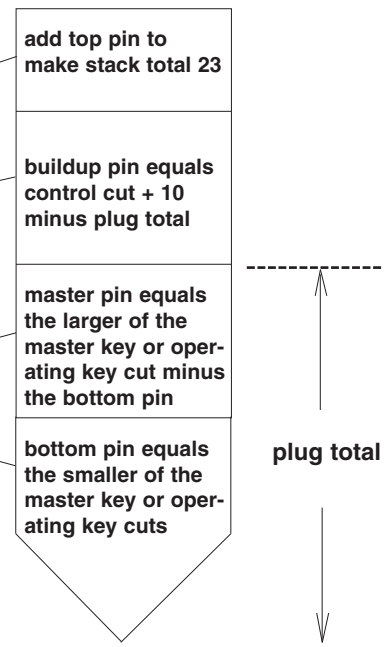 add top pin to
make stack total 23
buildup pin equals
control cut + 10
minus plug total
master pin equals
the larger of the
master key or oper-
ating key cut minus
the bottom pin
bottom pin equals
the smaller of the
master key or oper-
ating key cuts
plug total